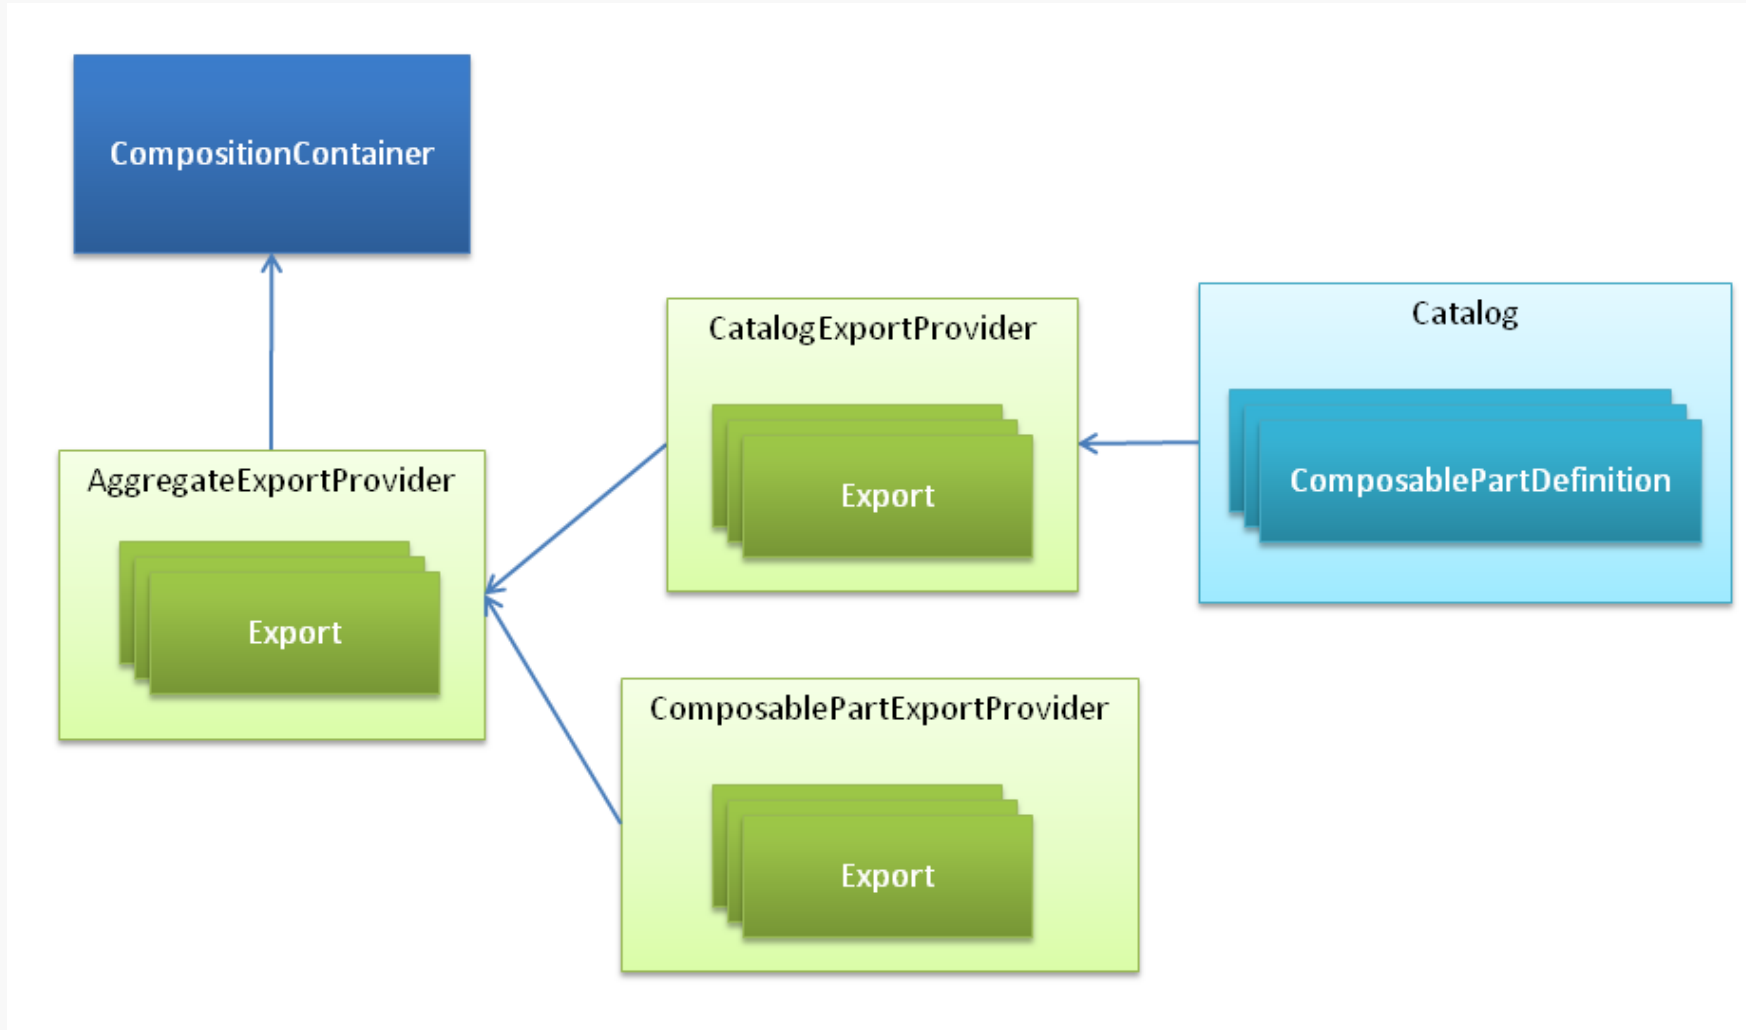 CompositionContainer
CatalogExportProvider
Export
Catalog
ComposablePartDefinition
AggregateExportProvider
Export
ComposablePartExportProvider
Export